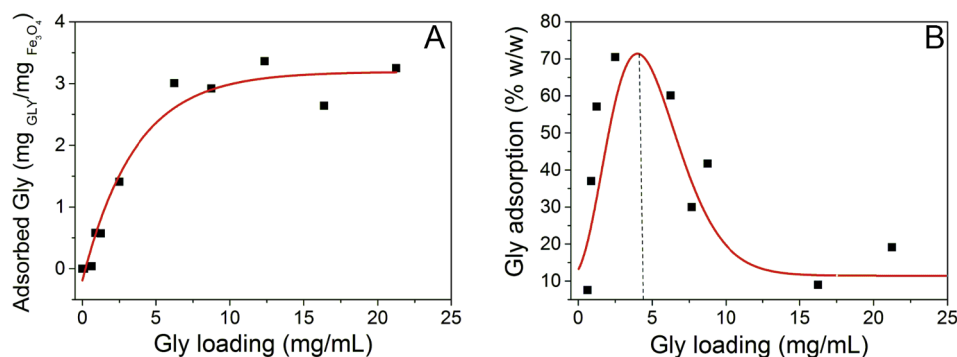 A
Adsorbed Gly (mg GLY/mg Fe3O4)
4
3
2
1
0
0 5 10 15 20 25
Gly loading (mg/mL)
B
Gly adsorption (% w/w)
80
70
60
50
40
30
20
10
0 5 10 15 20 25
Gly loading (mg/mL)